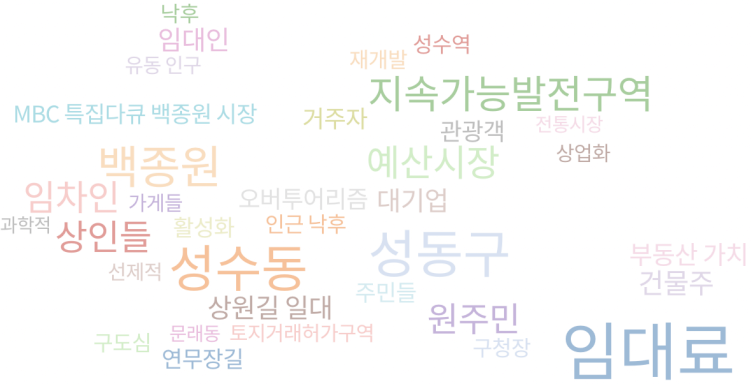 낙후
임대인
유동 인구
성수역
재개발
지속가능발전구역
MBC 특집다큐 백종원 시장
거주자
관광객
전통시장
상업화
백종원
예산시장
임차인
가게들
오버투어리즘
대기업
과학적
상인들
활성화
인근 낙후
성동구
부동산 가치
선제적
성수동
건물주
주민들
상원길 일대
원주민
구도심
문래동
토지거래허가구역
구청장
임대료
연무장길